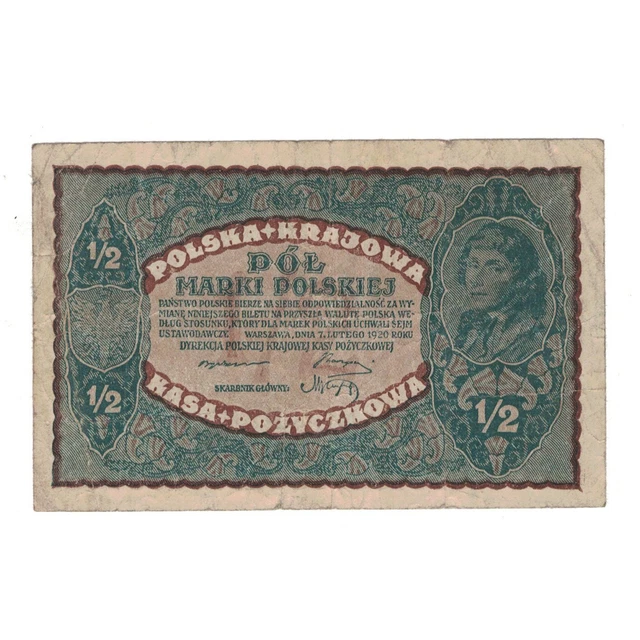 POLSKA KRAJOWA
PÓŁ
MARKI POLSKIEJ
PAŃSTWO POLSKIE BIERZE NA SIEBIE ODPOWIEDZIALNOŚĆ ZA WY-
MIANĘ NINIEJSZEGO BILETU NA PRZYSZŁĄ WALUTĘ POLSKĄ WE-
DŁUG STOSUNKU, KTÓRY DLA MAREK POLSKICH UCHWALI SEJM
USTAWODAWCZY. WARSZAWA, DNIA 7. LUTEGO 1920 ROKU
DYREKCJA POLSKIEJ KRAJOWEJ KASY POŻYCZKOWEJ
SKARBNIK GŁÓWNY:
KASA POŻYCZKOWA
1/2
1/2
1/2